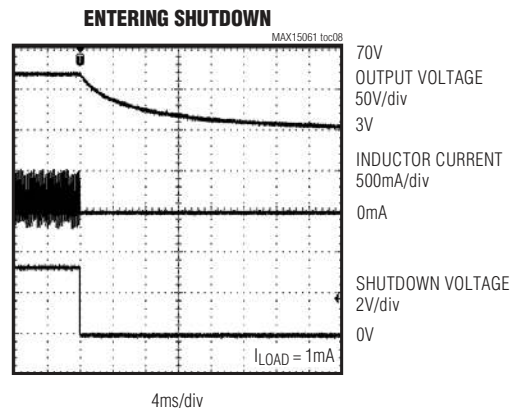 ENTERING SHUTDOWN
MAX15061 toc08
70V
OUTPUT VOLTAGE
50V/div
3V
INDUCTOR CURRENT
500mA/div
0mA
SHUTDOWN VOLTAGE
2V/div
0V
ILOAD = 1mA
4ms/div